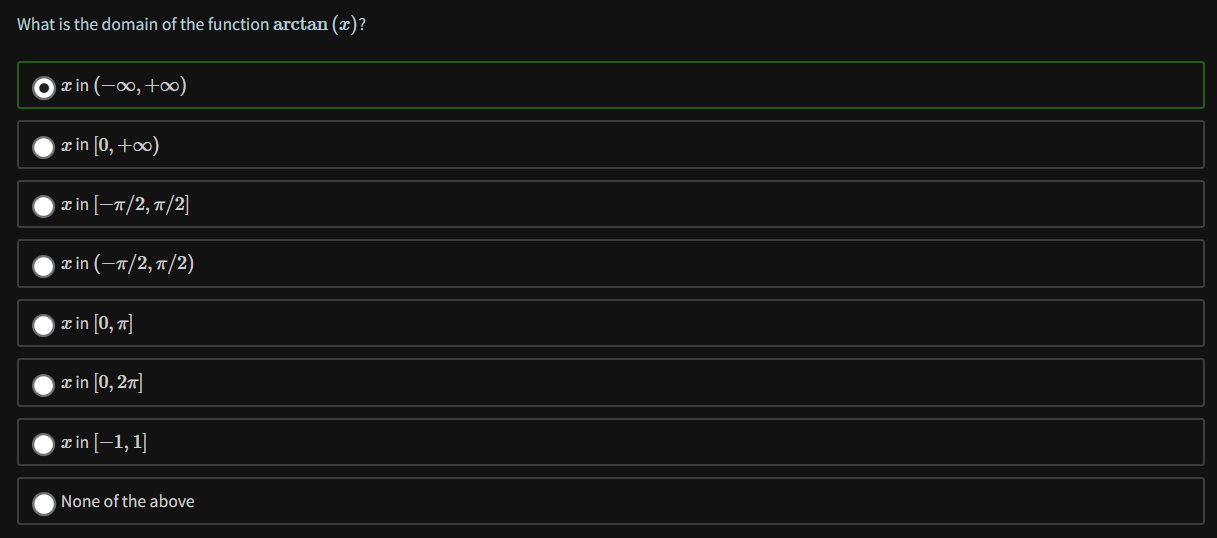 What is the domain of the function arctan (x)?
x in (−∞, +∞)
x in [0, +∞)
x in [−π/2, π/2]
x in (−π/2, π/2)
x in [0, π]
x in [0, 2π]
x in [−1, 1]
None of the above